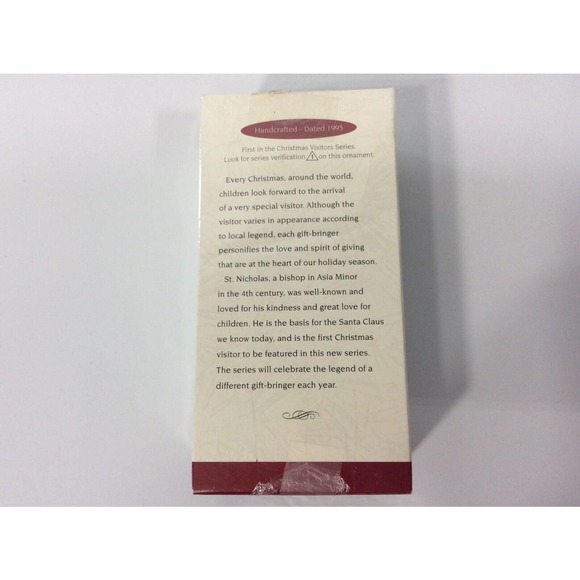 Handcrafted - Dated 1995
First in the Christmas Visitors Series.
Look for series verification 1 on this ornament.
Every Christmas, around the world,
children look forward to the arrival
of a very special visitor. Although the
visitor varies in appearance according
to local legend, each gift-bringer
personifies the love and spirit of giving
that are at the heart of our holiday season.
St. Nicholas, a bishop in Asia Minor
in the 4th century, was well-known and
loved for his kindness and great love for
children. He is the basis for the Santa Claus
we know today, and is the first Christmas
visitor to be featured in this new series.
The series will celebrate the legend of a
different gift-bringer each year.